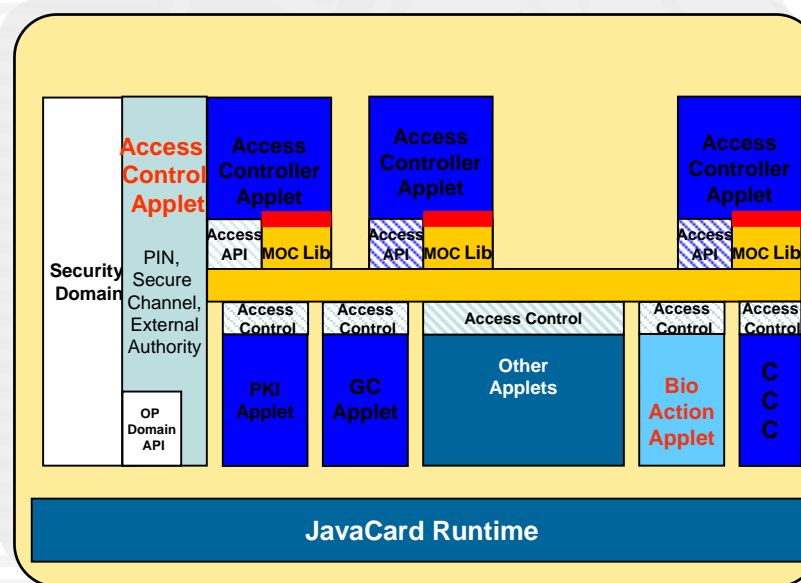 Security
Domain
Access
Control
Applet
PIN,
Secure
Channel,
External
Authority
OP
Domain
API
Access
Controller
Applet
Access
API
MOC Lib
Access
Controller
Applet
Access
API
MOC Lib
Access
Controller
Applet
Access
API
MOC Lib
Access
Control
PKI
Applet
Access
Control
GC
Applet
Access Control
Other
Applets
Access
Control
Bio
Action
Applet
Access
Control
C
C
C
JavaCard Runtime